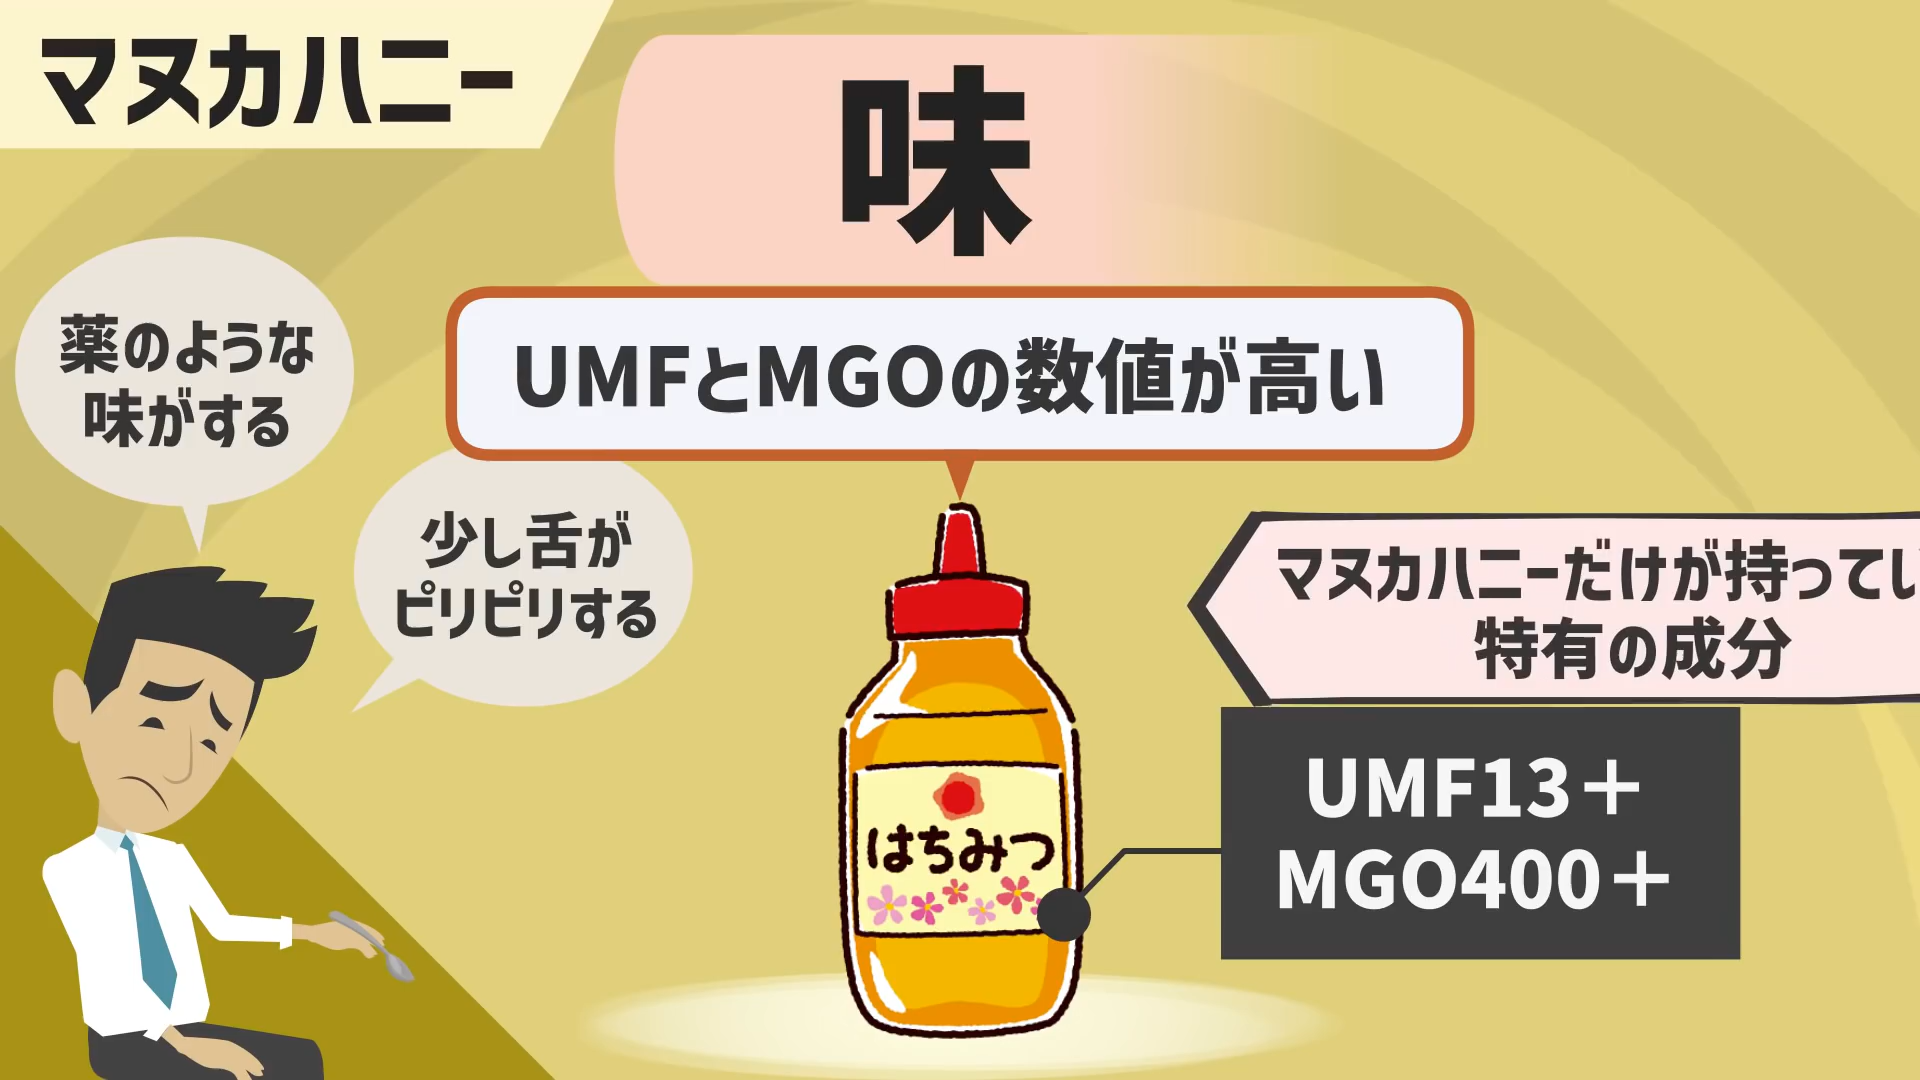 マヌカハニー
味
薬のような
味がする
UMFとMGOの数値が高い
少し舌が
ピリピリする
マヌカハニーだけが持ってい
特有の成分
はちみつ
UMF13＋
MGO400＋